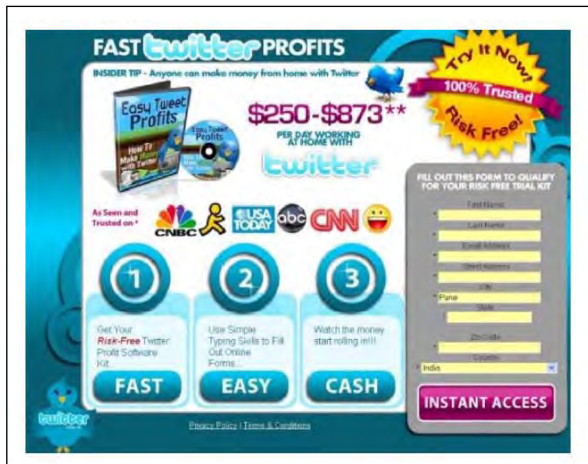 FAST twitter PROFITS
INSIDER TIP - Anyone can make money from home with Twitter
Try It Now!
100% Trusted
Risk Free!
Easy Tweet
Profits
How To
Make Money
with Twitter
Easy Tweet
Profits
$250-$873**
PER DAY WORKING
AT HOME WITH
twitter
As Seen and
Trusted on *
CNBC
USA
TODAY
abc
CNN
FILL OUT THIS FORM TO QUALIFY
FOR YOUR RISK FREE TRIAL KIT
* First Name
* Last Name
* Email Address
* Street Address
* City
Pune
State
* Zip Code
* Country
India
INSTANT ACCESS
1
Get Your
Risk-Free Twitter
Profit Software
Kit...
FAST
2
Use Simple
Typing Skills to Fill
Out Online
Forms...
EASY
3
Watch the money
start rolling in!!!
CASH
twitter
Privacy Policy | Terme & Conditions